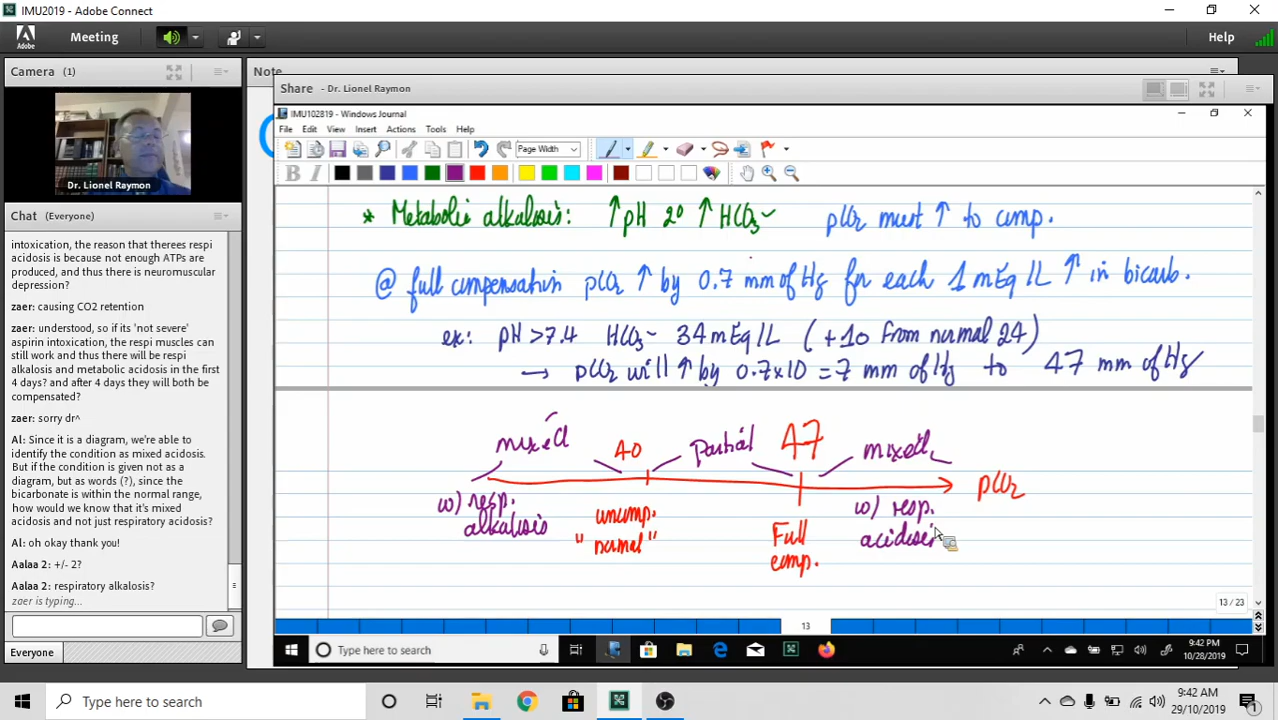 IMU2019 - Adobe Connect
Adobe
Meeting
Help
Camera (1)
Dr. Lionel Raymon
Chat (Everyone)
intoxication, the reason that therees respi
acidosis is because not enough ATPs are
produced, and thus there is neuromuscular
depression?
zaer: causing CO2 retention
zaer: understood, so if its 'not severe'
aspirin intoxication, the respi muscles can
still work and thus there will be respi
alkalosis and metabolic acidosis in the first
4 days? and after 4 days they will both be
compensated?
zaer: sorry dr^
Al: Since it is a diagram, we're able to
identify the condition as mixed acidosis.
But if the condition is given not as a
diagram, but as words (?), since the
bicarbonate is within the normal range,
how would we know that it's mixed
acidosis and not just respiratory acidosis?
Al: oh okay thank you!
Aalaa 2: +/- 2?
Aalaa 2: respiratory alkalosis?
zaer is typing...
Everyone
Note
Share - Dr. Lionel Raymon
IMU102819 - Windows Journal
File Edit View Insert Actions Tools Help
Page Width
B I
* Metabolic alkalosis: ↑pH 2° ↑HCO3- pCO2 must ↑ to comp.
@ full compensation pCO2 ↑ by 0.7 mm of Hg for each 1 mEq/L ↑ in bicarb.
ex: pH >7.4 HCO3- 34 mEq/L (+10 from normal 24)
→ pCO2 will ↑ by 0.7x10 = 7 mm of Hg to 47 mm of Hg
mixed 40 partial 47 mixed
pCO2
w) resp. alkalosis
uncomp. "normal"
Full comp.
w) resp. acidosis
13 / 23
13
Type here to search
9:42 PM
10/28/2019
Type here to search
9:42 AM
29/10/2019
1